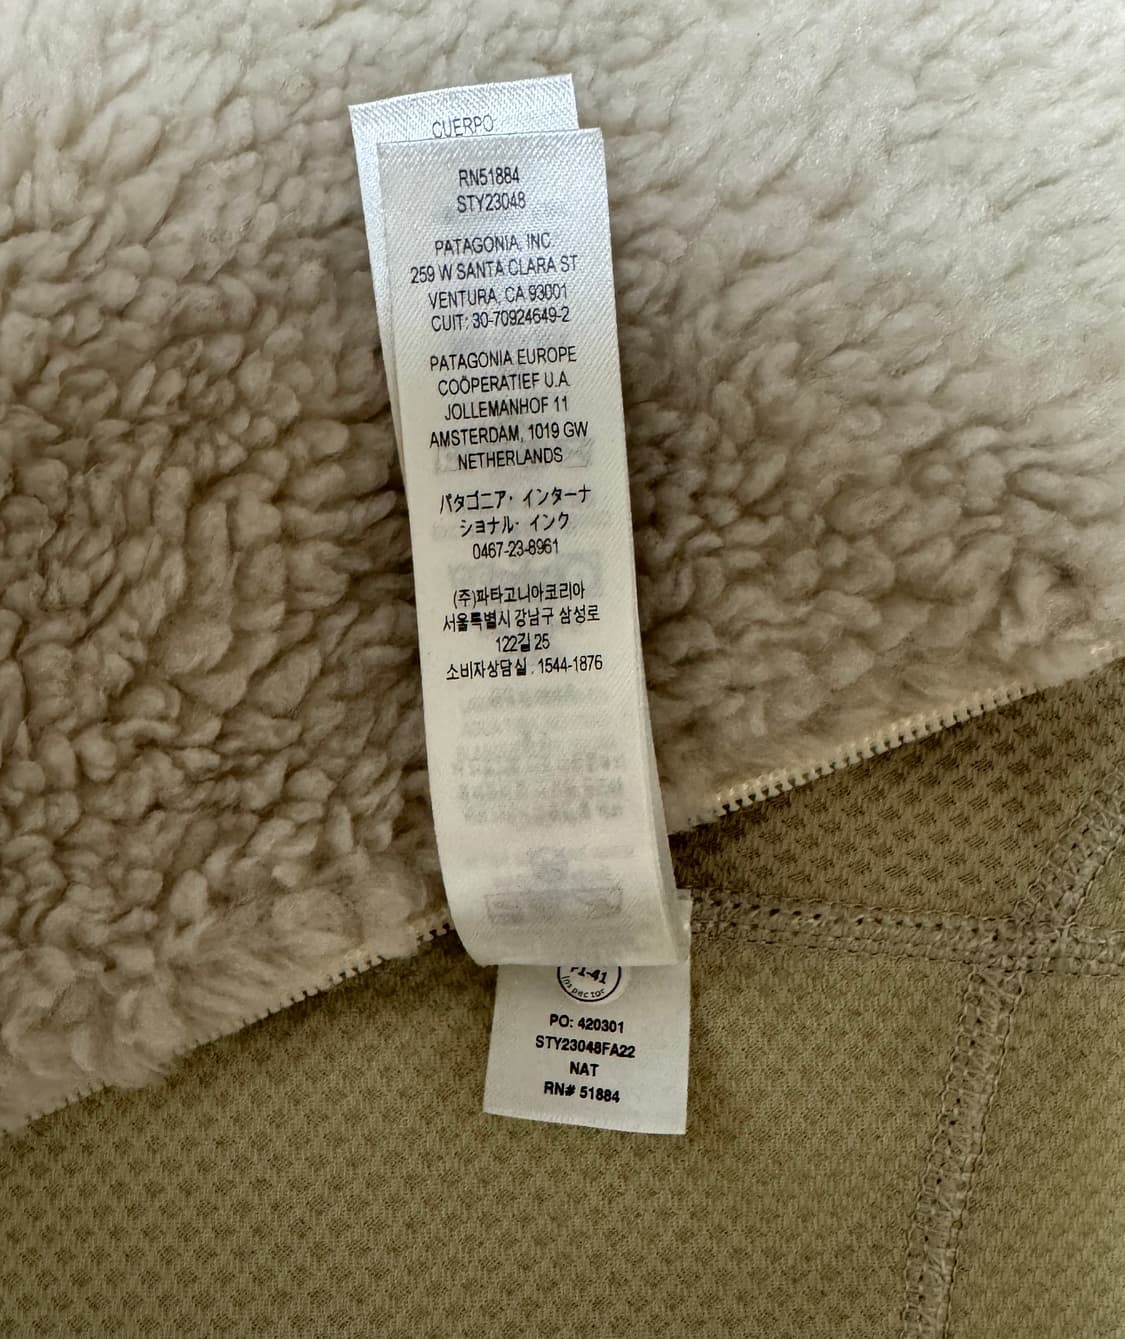 CUERPO
RN51884
STY23048
PATAGONIA, INC
259 W SANTA CLARA ST
VENTURA, CA 93001
CUIT: 30-70924649-2
PATAGONIA EUROPE
COÖPERATIEF U.A.
JOLLEMANHOF 11
AMSTERDAM, 1019 GW
NETHERLANDS
パタゴニア・インターナ
ショナル・インク
0467-23-8961
(주)파타고니아코리아
서울특별시 강남구 삼성로
122길 25
소비자상담실 . 1544-1876
Inspector
PO: 420301
STY23048FA22
NAT
RN# 51884